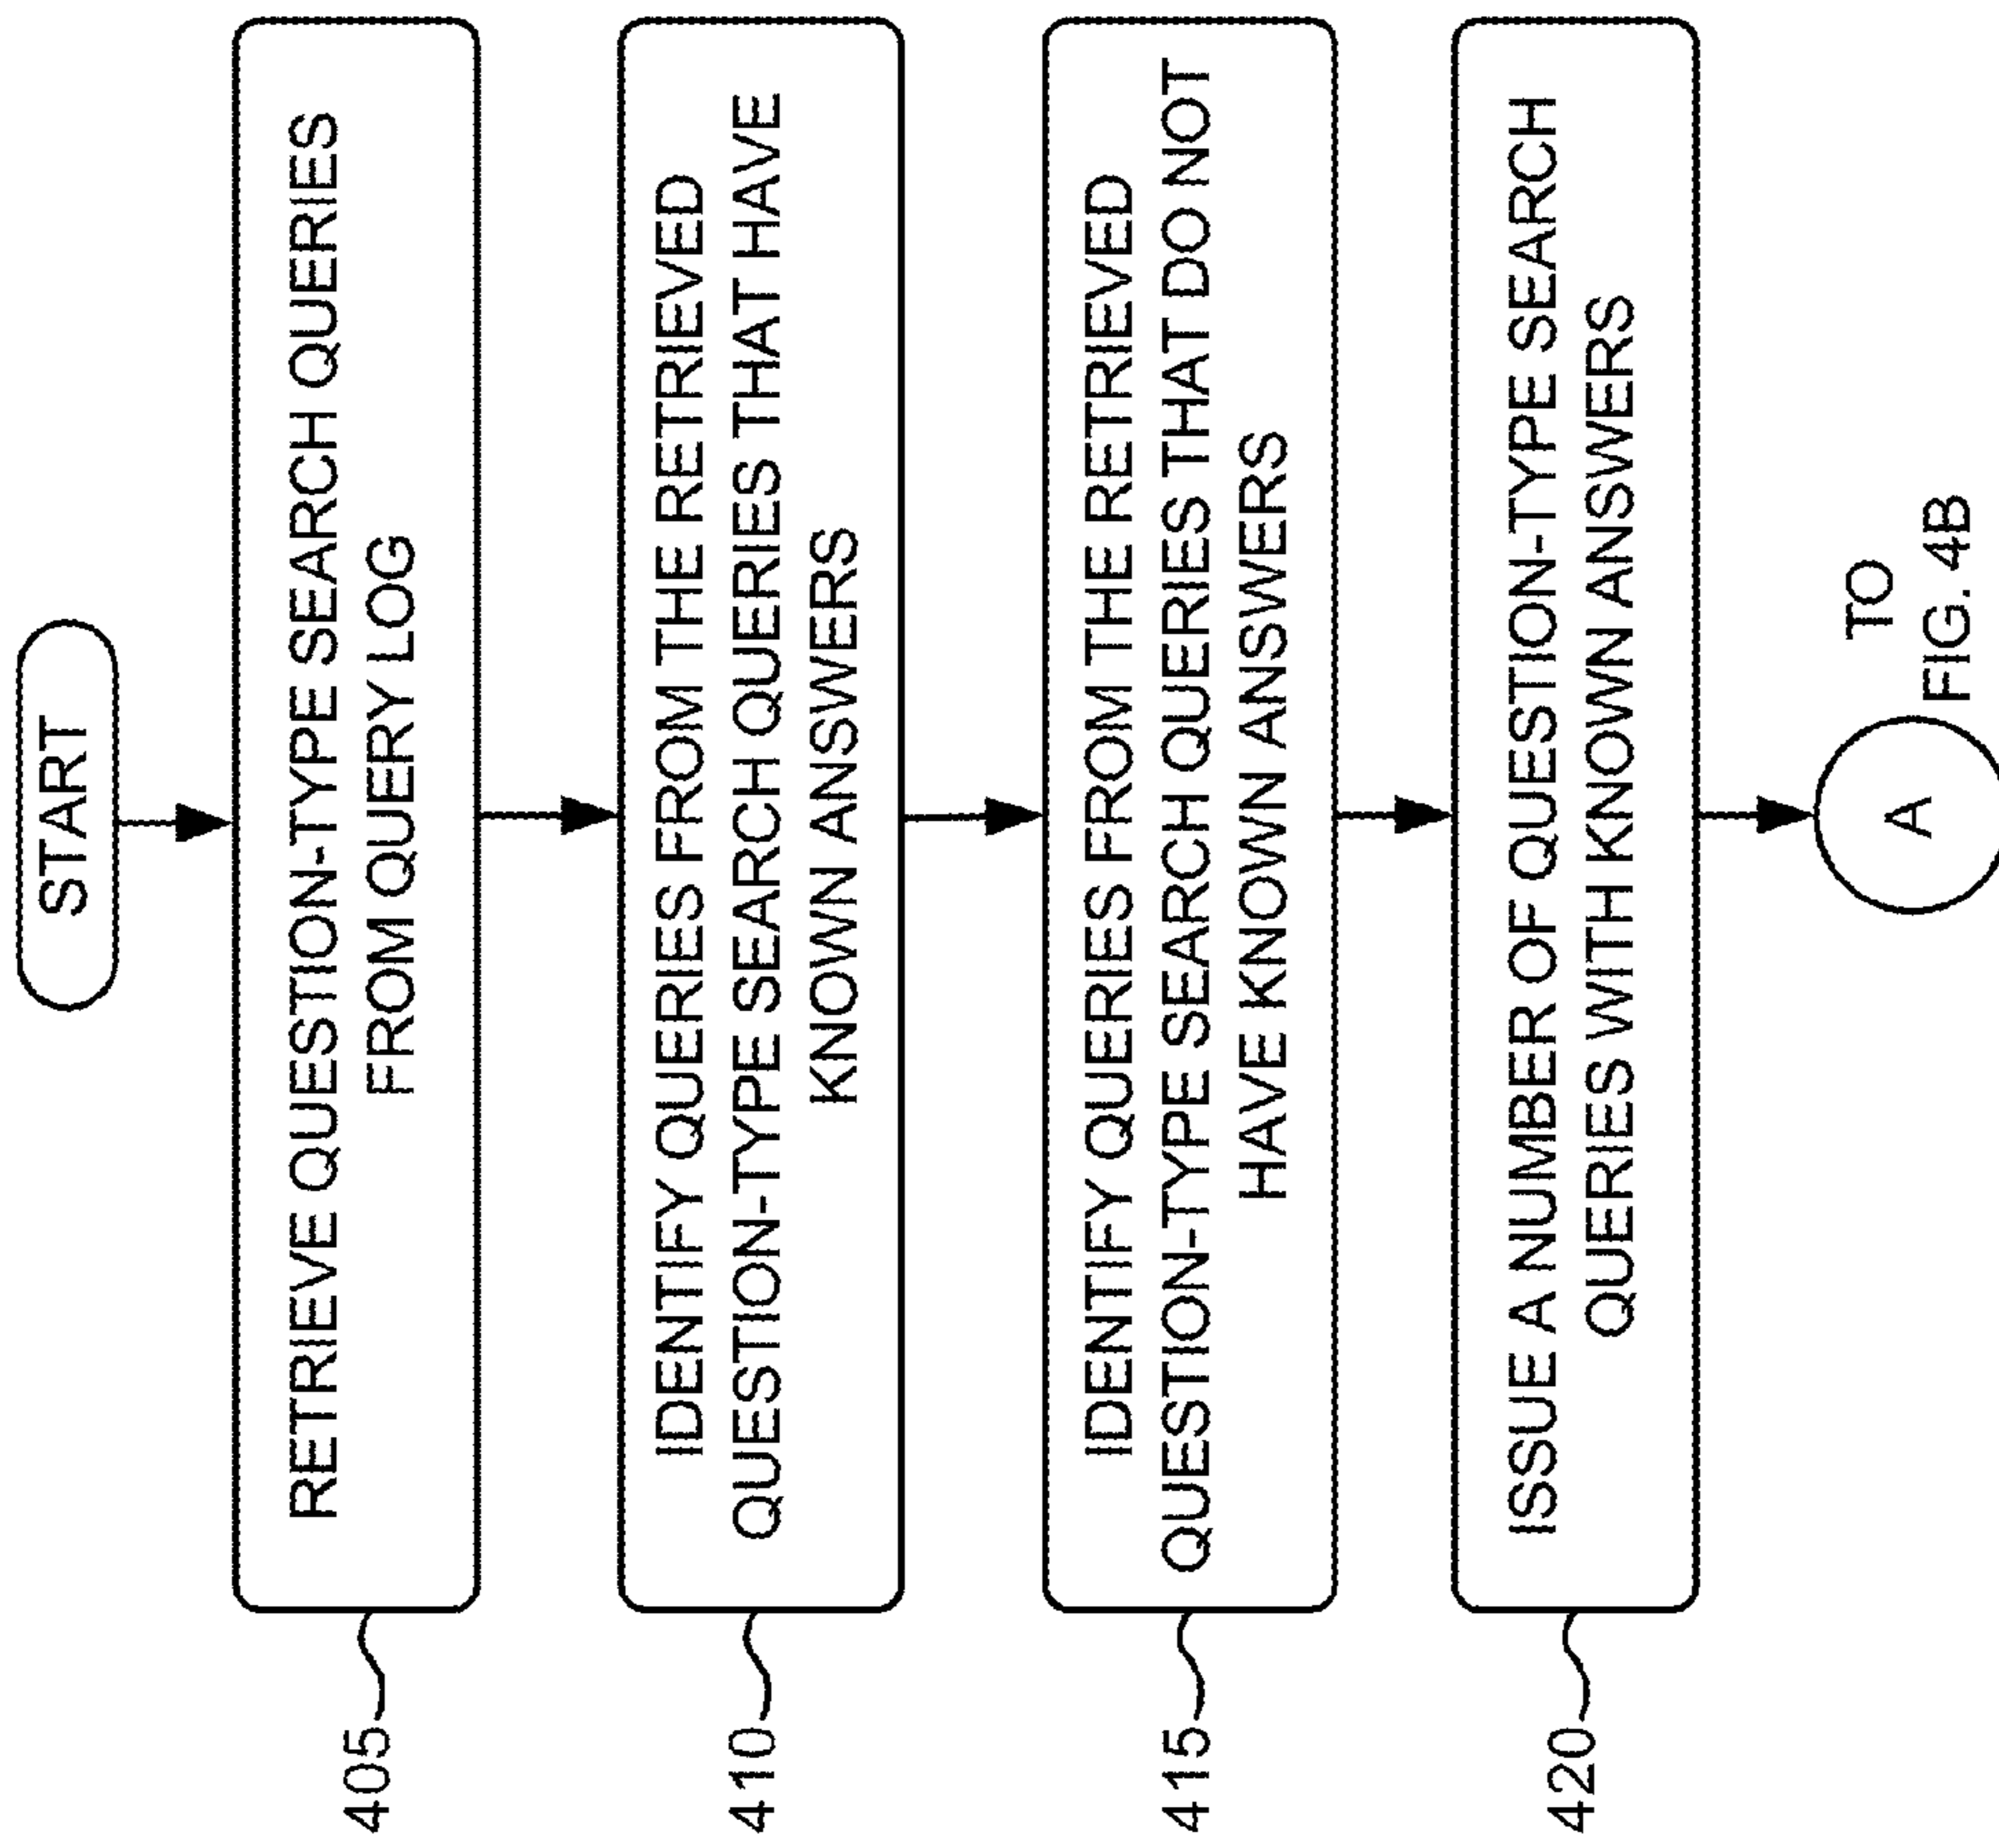 START
405
RETRIEVE QUESTION-TYPE SEARCH QUERIES
FROM QUERY LOG
410
IDENTIFY QUERIES FROM THE RETRIEVED
QUESTION-TYPE SEARCH QUERIES THAT HAVE
KNOWN ANSWERS
415
IDENTIFY QUERIES FROM THE RETRIEVED
QUESTION-TYPE SEARCH QUERIES THAT DO NOT
HAVE KNOWN ANSWERS
420
ISSUE A NUMBER OF QUESTION-TYPE SEARCH
QUERIES WITH KNOWN ANSWERS
A
TO
FIG. 4B